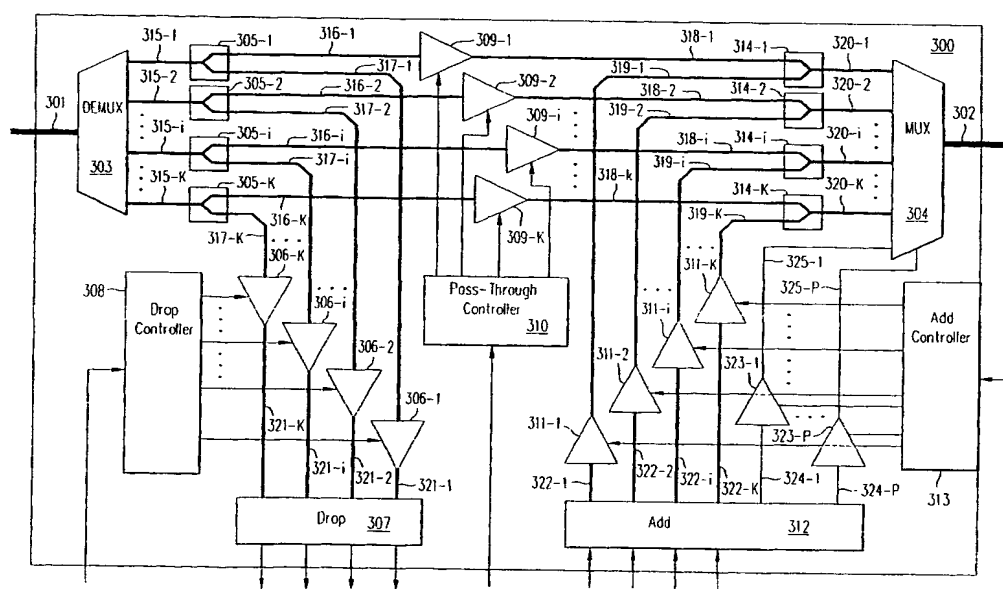 315-1
305-1
316-1
309-1
318-1
314-1
320-1
300
317-1
319-1
315-2
305-2
316-2
309-2
318-2
314-2
320-2
DEMUX
317-2
319-2
MUX
301
302
315-i
305-i
316-i
309-i
318-i
314-i
320-i
317-i
319-i
303
315-K
305-K
316-K
309-K
318-k
314-K
320-K
304
317-K
319-K
306-K
311-K
325-1
325-P
308
Drop
Controller
306-i
Pass-Through
Controller
310
311-i
Add
Controller
306-2
311-2
323-1
306-1
311-1
323-P
321-K
321-i
321-2
321-1
322-1
322-2
322-i
322-K
324-1
324-P
313
Drop
307
Add
312